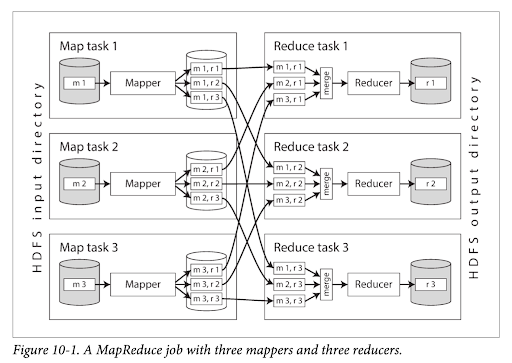 HDFS input directory
Map task 1
m 1
Mapper
m 1, r 1
m 1, r 2
m 1, r 3
Map task 2
m 2
Mapper
m 2, r 1
m 2, r 2
m 2, r 3
Map task 3
m 3
Mapper
m 3, r 1
m 3, r 2
m 3, r 3
Reduce task 1
m 1, r 1
m 2, r 1
m 3, r 1
merge
Reducer
r 1
Reduce task 2
m 1, r 2
m 2, r 2
m 3, r 2
merge
Reducer
r 2
Reduce task 3
m 1, r 3
m 2, r 3
m 3, r 3
merge
Reducer
r 3
HDFS output directory
Figure 10-1. A MapReduce job with three mappers and three reducers.